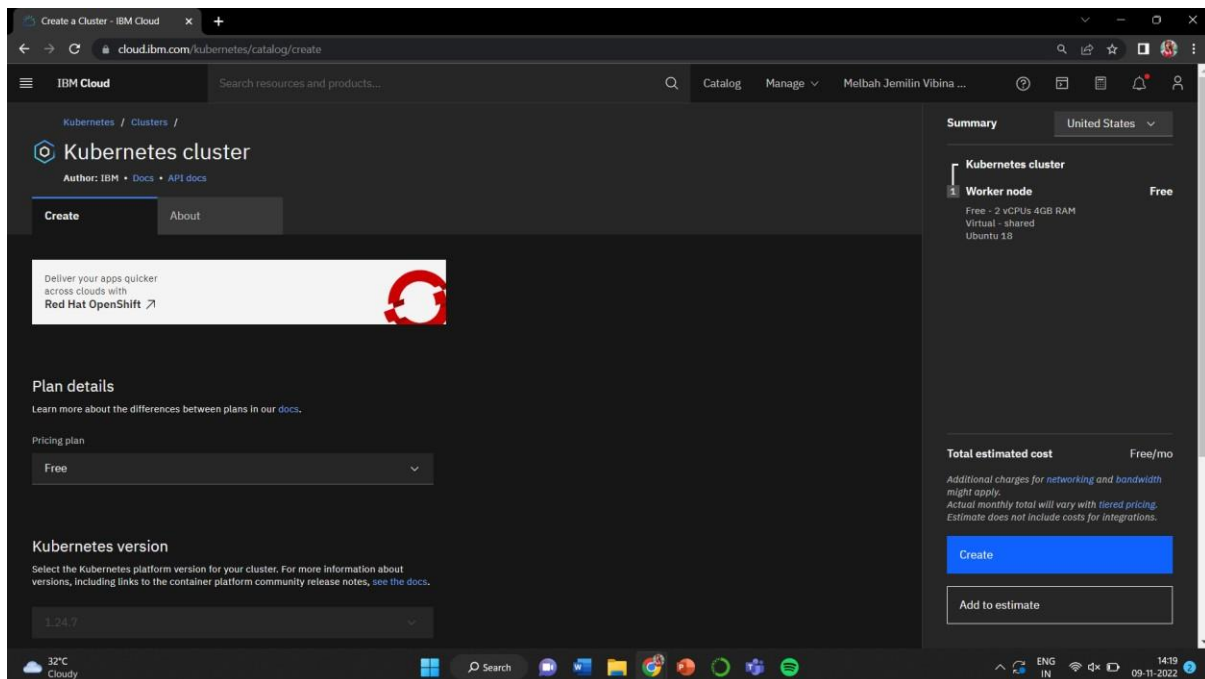 Create a Cluster - IBM Cloud
cloud.ibm.com/kubernetes/catalog/create
IBM Cloud
Search resources and products...
Catalog
Manage
Melbah Jemilin Vibina ...
Kubernetes / Clusters /
Kubernetes cluster
Author: IBM • Docs • API docs
Create
About
Deliver your apps quicker
across clouds with
Red Hat OpenShift
Plan details
Learn more about the differences between plans in our docs.
Pricing plan
Free
Kubernetes version
Select the Kubernetes platform version for your cluster. For more information about
versions, including links to the container platform community release notes, see the docs.
1.24.7
Summary
United States
Kubernetes cluster
1 Worker node Free
Free - 2 vCPUs 4GB RAM
Virtual - shared
Ubuntu 18
Total estimated cost Free/mo
Additional charges for networking and bandwidth
might apply.
Actual monthly total will vary with tiered pricing.
Estimate does not include costs for integrations.
Create
Add to estimate
32°C
Cloudy
Search
ENG
IN
14:19
09-11-2022
2